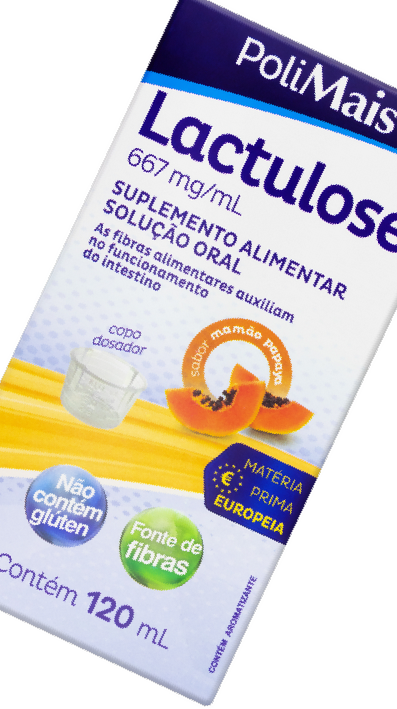 PoliMais
Lactulose
667 mg/mL
SUPLEMENTO ALIMENTAR
SOLUÇÃO ORAL
As fibras alimentares auxiliam
no funcionamento
do intestino
copo
dosador
sabor mamão papaya
MATÉRIA
€
PRIMA
EUROPEIA
Não
contém
glúten
Fonte de
fibras
Contém 120 mL
CONTÉM AROMATIZANTE